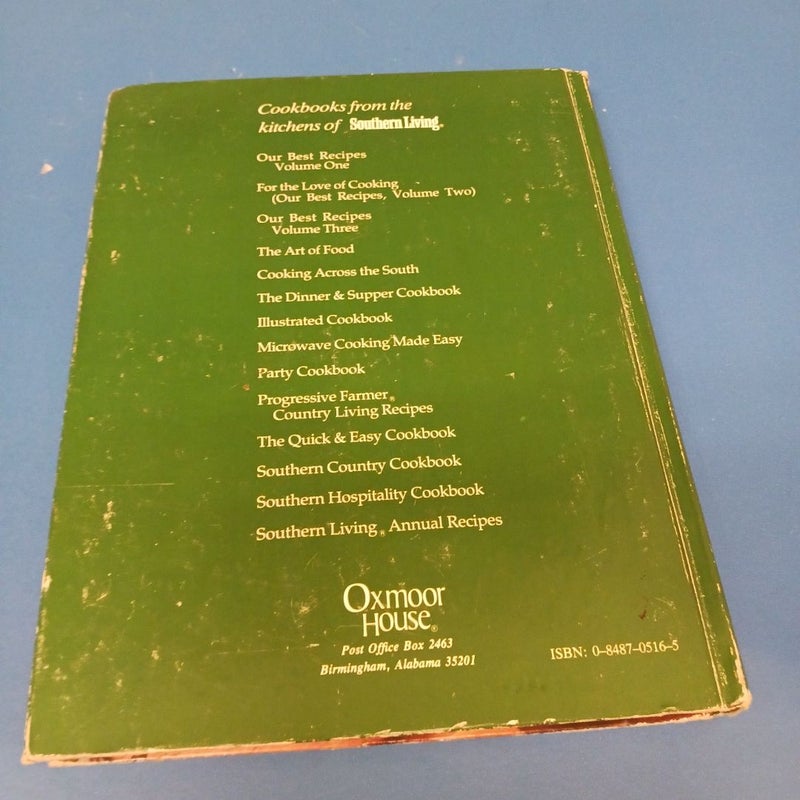 Cookbooks from the
kitchens of Southern Living®
Our Best Recipes
Volume One
For the Love of Cooking
(Our Best Recipes, Volume Two)
Our Best Recipes
Volume Three
The Art of Food
Cooking Across the South
The Dinner & Supper Cookbook
Illustrated Cookbook
Microwave Cooking Made Easy
Party Cookbook
Progressive Farmer®
Country Living Recipes
The Quick & Easy Cookbook
Southern Country Cookbook
Southern Hospitality Cookbook
Southern Living® Annual Recipes
Oxmoor
House®
Post Office Box 2463
Birmingham, Alabama 35201
ISBN: 0-8487-0516-5